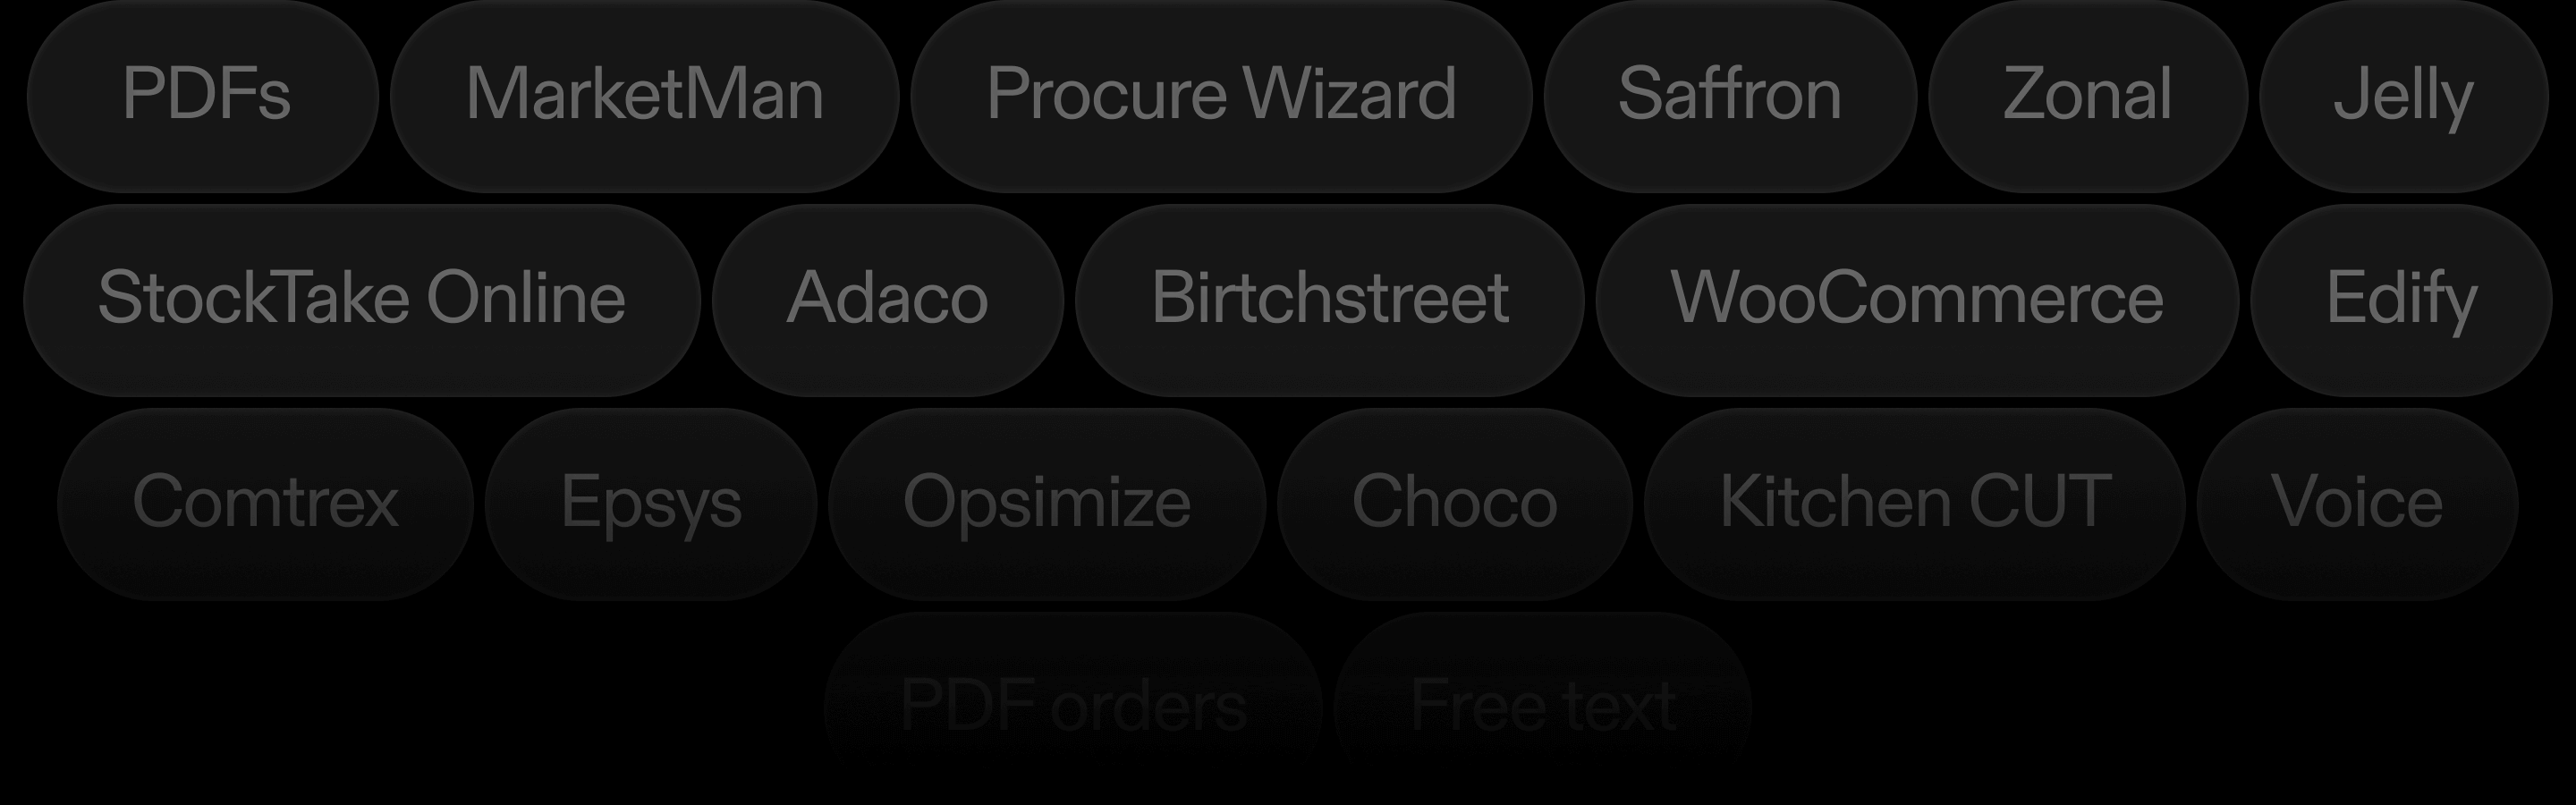 PDFs MarketMan Procure Wizard Saffron Zonal Jelly
StockTake Online Adaco Birtchstreet WooCommerce Edify
Comtrex Epsys Opsimize Choco Kitchen CUT Voice
PDF orders Free text